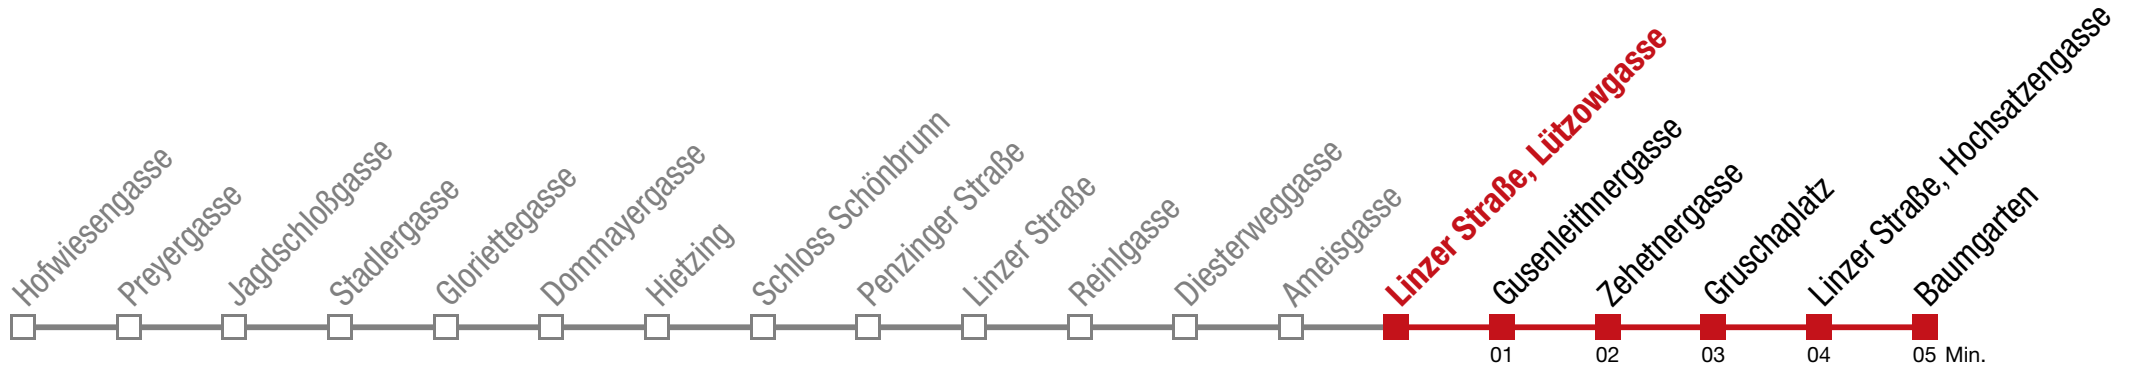 Hofwiesengasse
Preyergasse
Jagdschloßgasse
Stadlergasse
Gloriettegasse
Dommayergasse
Hietzing
Schloss Schönbrunn
Penzinger Straße
Linzer Straße
Reinlgasse
Diesterweggasse
Ameisgasse
Linzer Straße, Lützowgasse
Gusenleithnergasse
Zehetnergasse
Gruschaplatz
Linzer Straße, Hochsatzengasse
Baumgarten
01 02 03 04 05 Min.